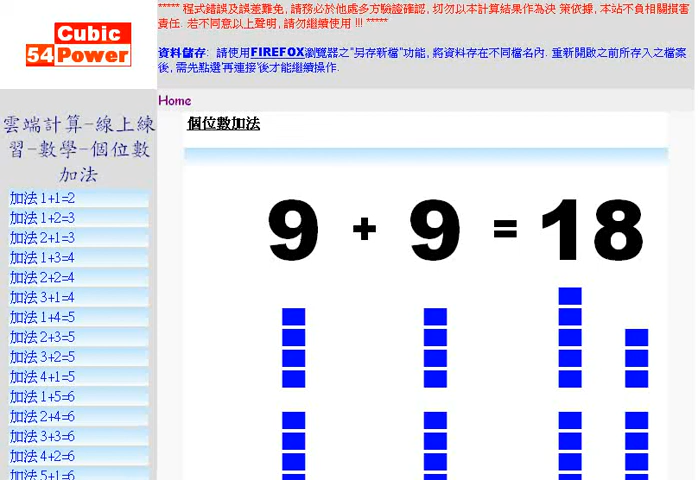 Cubic
54 Power
***** 程式錯誤及誤差難免, 請務必於他處多方驗證確認, 切勿以本計算結果作為決 策依據, 本站不負相關損害
責任. 若不同意以上聲明, 請勿繼續使用 !!! *****
資料儲存: 請使用FIREFOX瀏覽器之"另存新檔"功能, 將資料存在不同檔名內. 重新開啟之前所存入之檔案
後, 需先點選'再連接'後才能繼續操作.
Home
雲端計算-線上練
習-數學-個位數
加法
加法 1+1=2
加法 1+2=3
加法 2+1=3
加法 1+3=4
加法 2+2=4
加法 3+1=4
加法 1+4=5
加法 2+3=5
加法 3+2=5
加法 4+1=5
加法 1+5=6
加法 2+4=6
加法 3+3=6
加法 4+2=6
加法 5+1=6
個位數加法
9 + 9 = 18